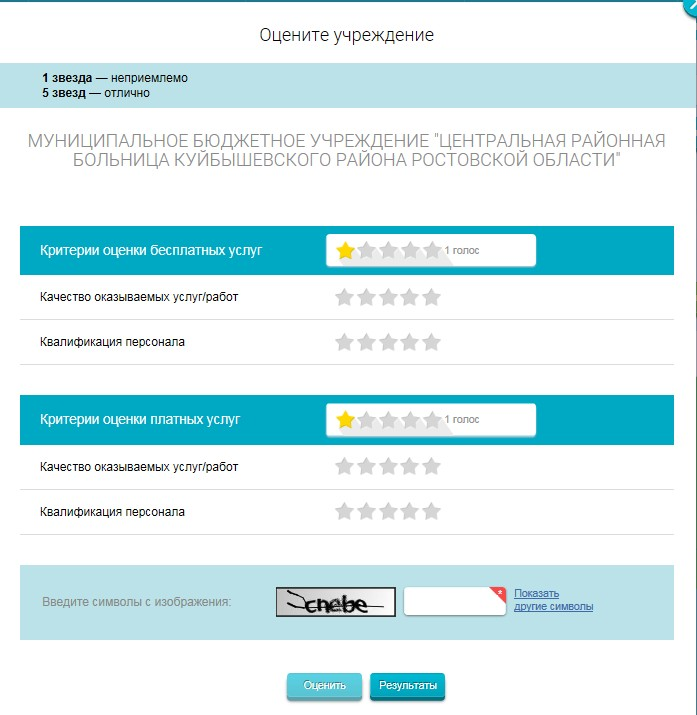 Оцените учреждение
1 звезда — неприемлемо
5 звезд — отлично
МУНИЦИПАЛЬНОЕ БЮДЖЕТНОЕ УЧРЕЖДЕНИЕ "ЦЕНТРАЛЬНАЯ РАЙОННАЯ
БОЛЬНИЦА КУЙБЫШЕВСКОГО РАЙОНА РОСТОВСКОЙ ОБЛАСТИ"
Критерии оценки бесплатных услуг
1 голос
Качество оказываемых услуг/работ
Квалификация персонала
Критерии оценки платных услуг
1 голос
Качество оказываемых услуг/работ
Квалификация персонала
Введите символы с изображения:
*
Показать
другие символы
Оценить
Результаты